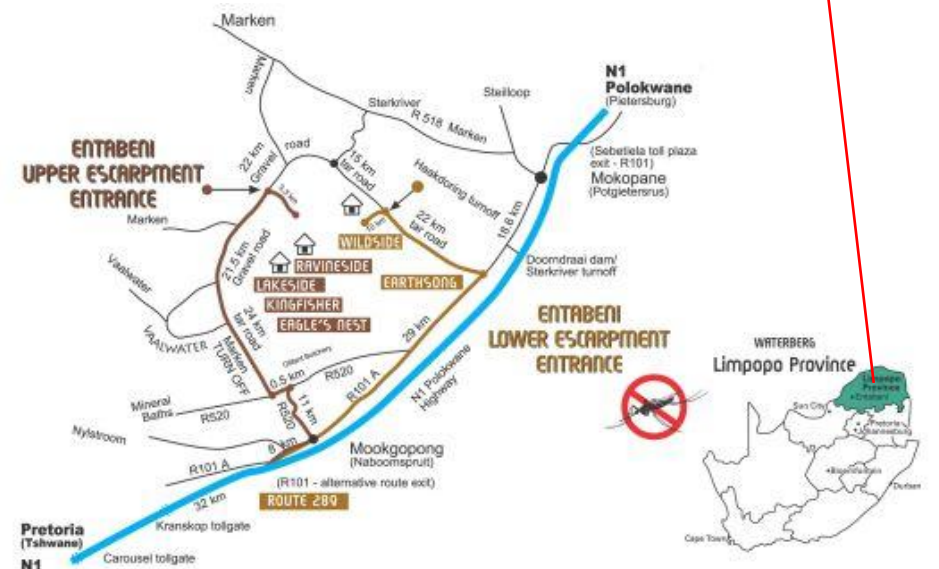 Marken
Marken
22 km
Gravel
road
Sterkriver
R 518 Marken
Steilloop
N1
Polokwane
(Pietersburg)
(Sebetiela toll plaza
exit - R101)
Mokopane
(Potgietersrus)
ENTABENI
UPPER ESCARPMENT
ENTRANCE
15 km
tar road
Haakdoring turnoff
22 km
tar road
18.6 km
10 km
WILDSIDE
RAVINESIDE
LAKESIDE
KINGFISHER
EAGLE'S NEST
EARTHSONG
Doorndraai dam/
Sterkriver turnoff
Marken
Vaalwater
VAALWATER
21,5 km
Gravel road
24 km
tar road
Marken
TURN OFF
29 km
ENTABENI
LOWER ESCARPMENT
ENTRANCE
N1 Polokwane
Highway
0.5 km
R520
R101 A
11 km
R520
Mineral
Baths
R520
Nylstroom
8 km
R101 A
Mookgopong
(Naboomspruit)
(R101 - alternative route exit)
ROUTE 289
32 km
Kranskop tollgate
Pretoria
(Tshwane)
N1
Carousel tollgate
WATERBERG
Limpopo Province
Limpopo
Province
Entabeni
Sun City
Pretoria
Johannesburg
Bloemfontein
Durban
Cape Town